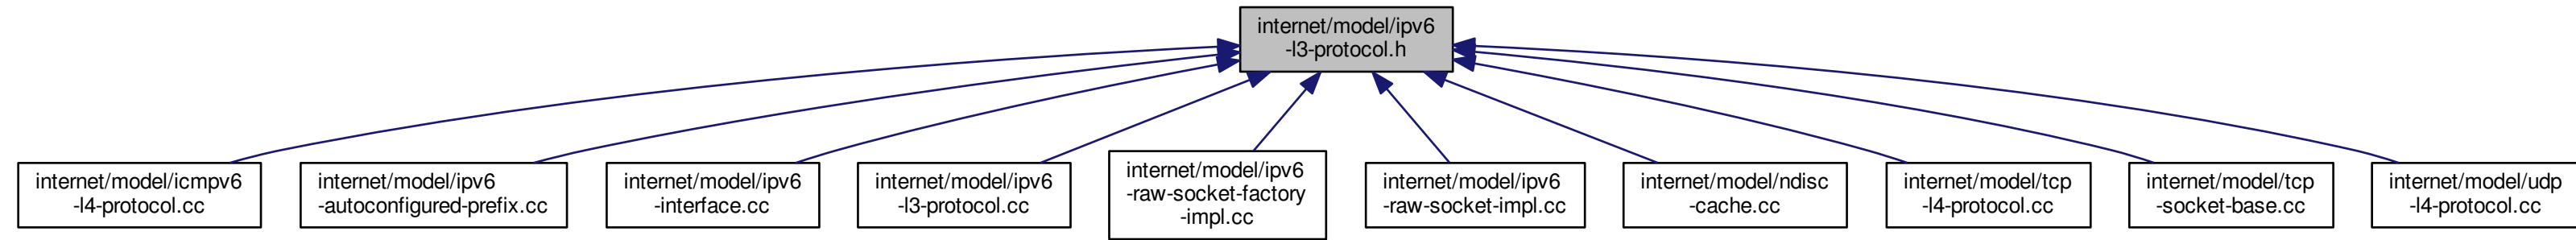 internet/model/ipv6
-l3-protocol.h
internet/model/icmpv6
-l4-protocol.cc
internet/model/ipv6
-autoconfigured-prefix.cc
internet/model/ipv6
-interface.cc
internet/model/ipv6
-l3-protocol.cc
internet/model/ipv6
-raw-socket-factory
-impl.cc
internet/model/ipv6
-raw-socket-impl.cc
internet/model/ndisc
-cache.cc
internet/model/tcp
-l4-protocol.cc
internet/model/tcp
-socket-base.cc
internet/model/udp
-l4-protocol.cc